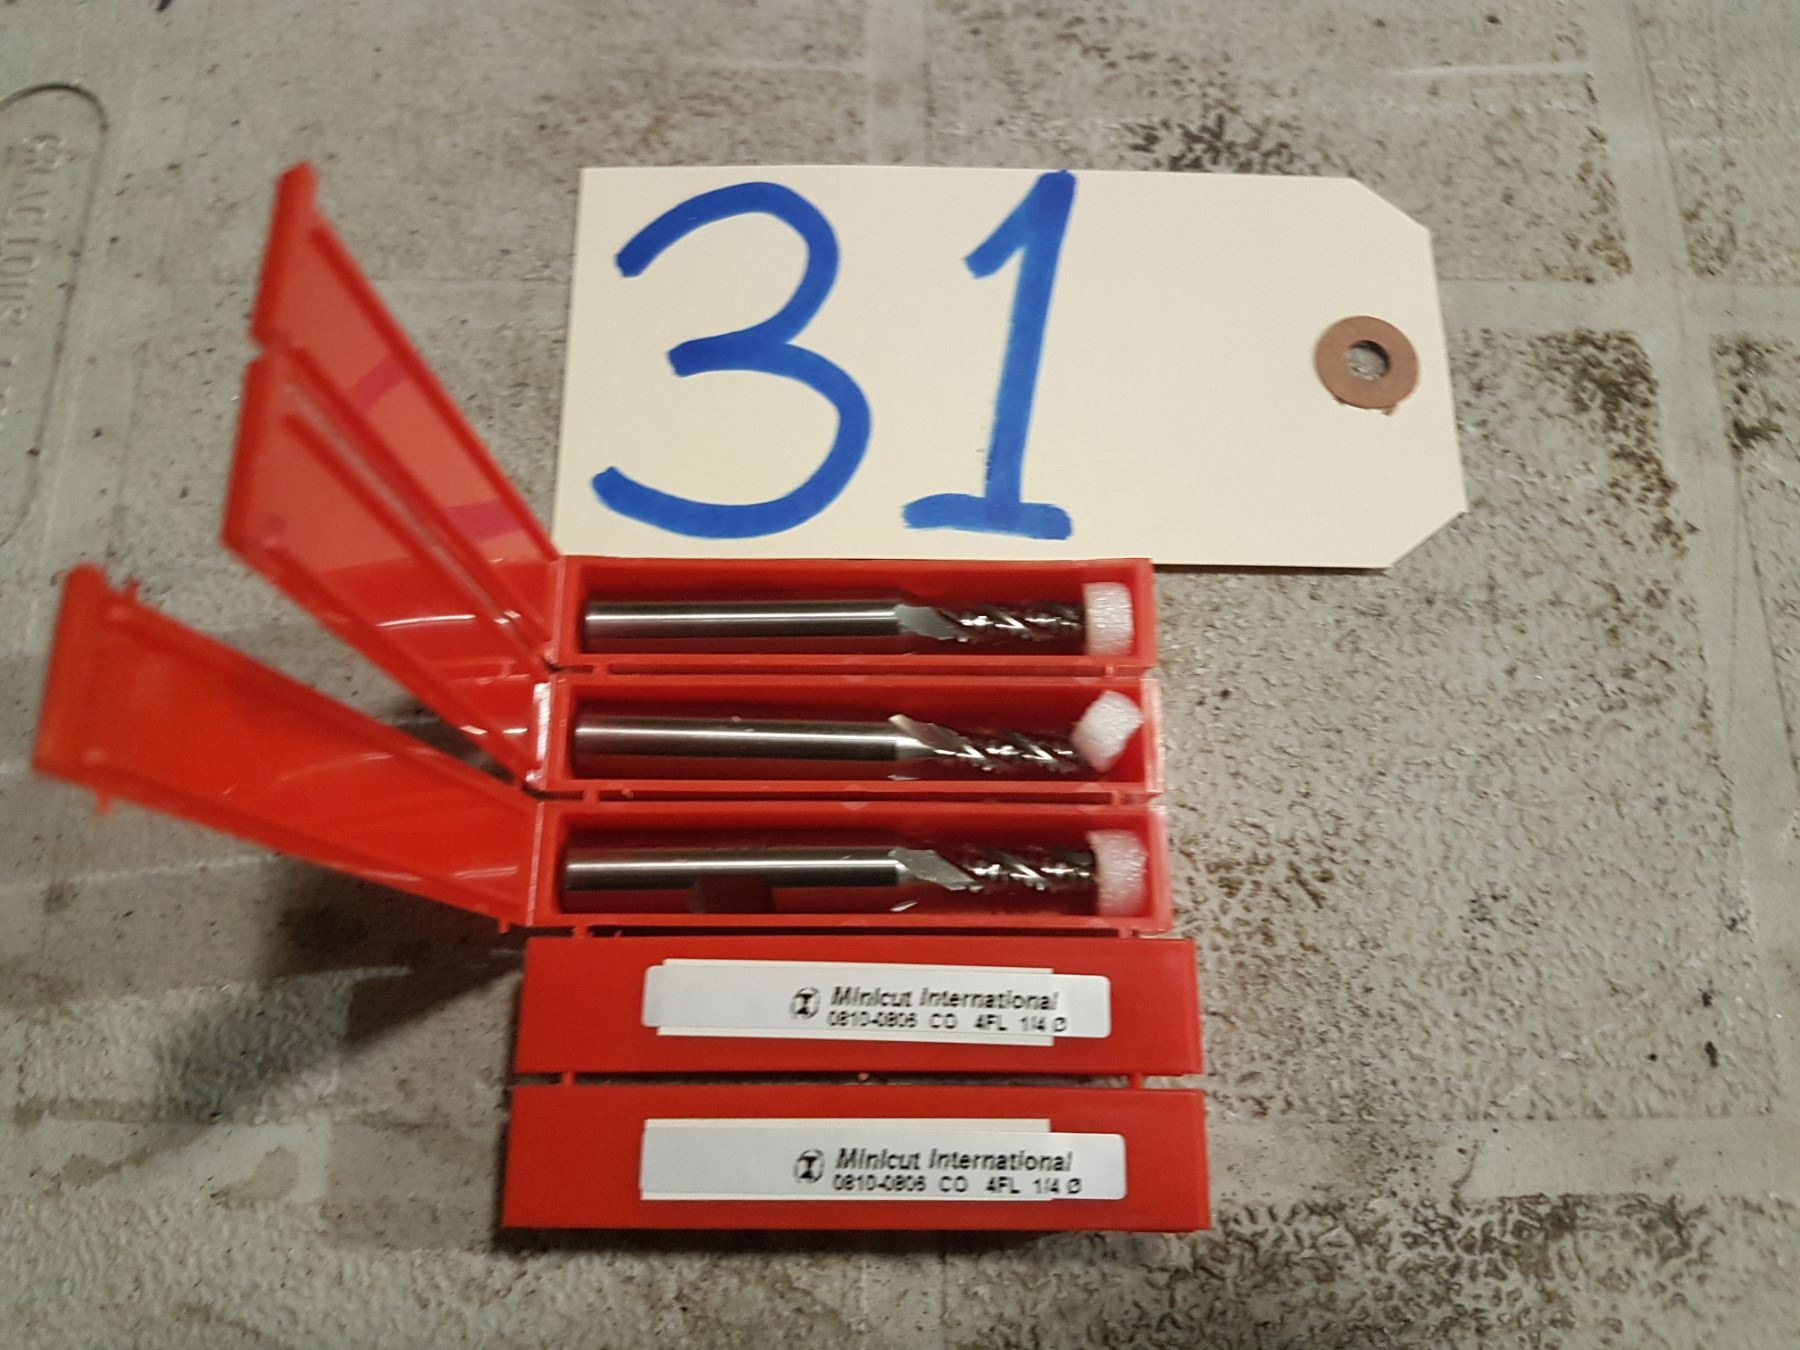 31
Minicut International
0810-0806 CO 4FL 1/4 Ø
Minicut International
0810-0806 CO 4FL 1/4 Ø